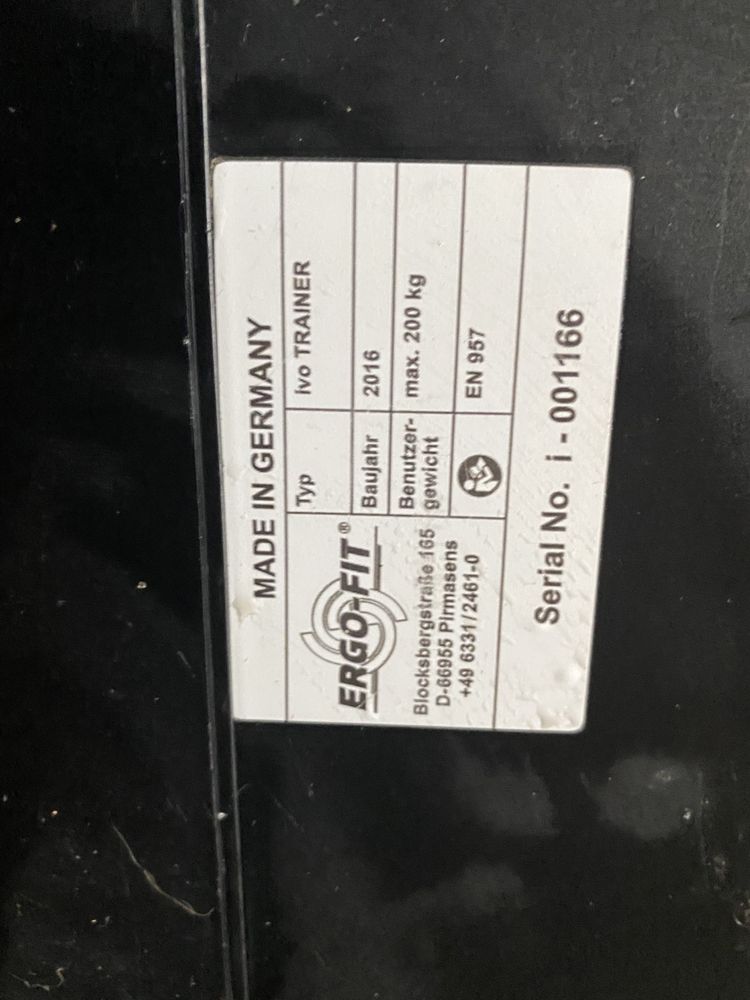 MADE IN GERMANY
ERGO-FIT®
Blocksbergstraße 165
D-66955 Pirmasens
+49 6331/2461-0
Typ
ivo TRAINER
Baujahr
2016
Benutzer-
gewicht
max. 200 kg
EN 957
Serial No. i - 001166